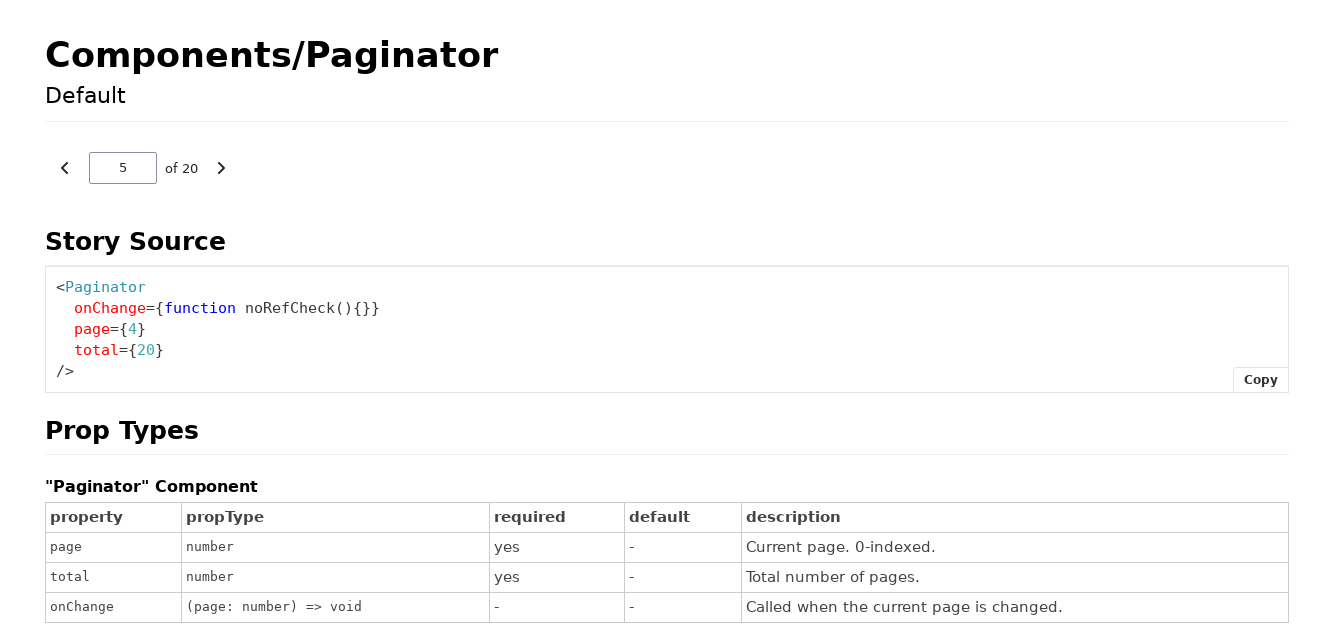 Components/Paginator
Default
5 of 20
Story Source
<Paginator
  onChange={function noRefCheck(){}}
  page={4}
  total={20}
/>
Copy
Prop Types
"Paginator" Component
property propType required default description
page number yes - Current page. 0-indexed.
total number yes - Total number of pages.
onChange (page: number) => void - - Called when the current page is changed.